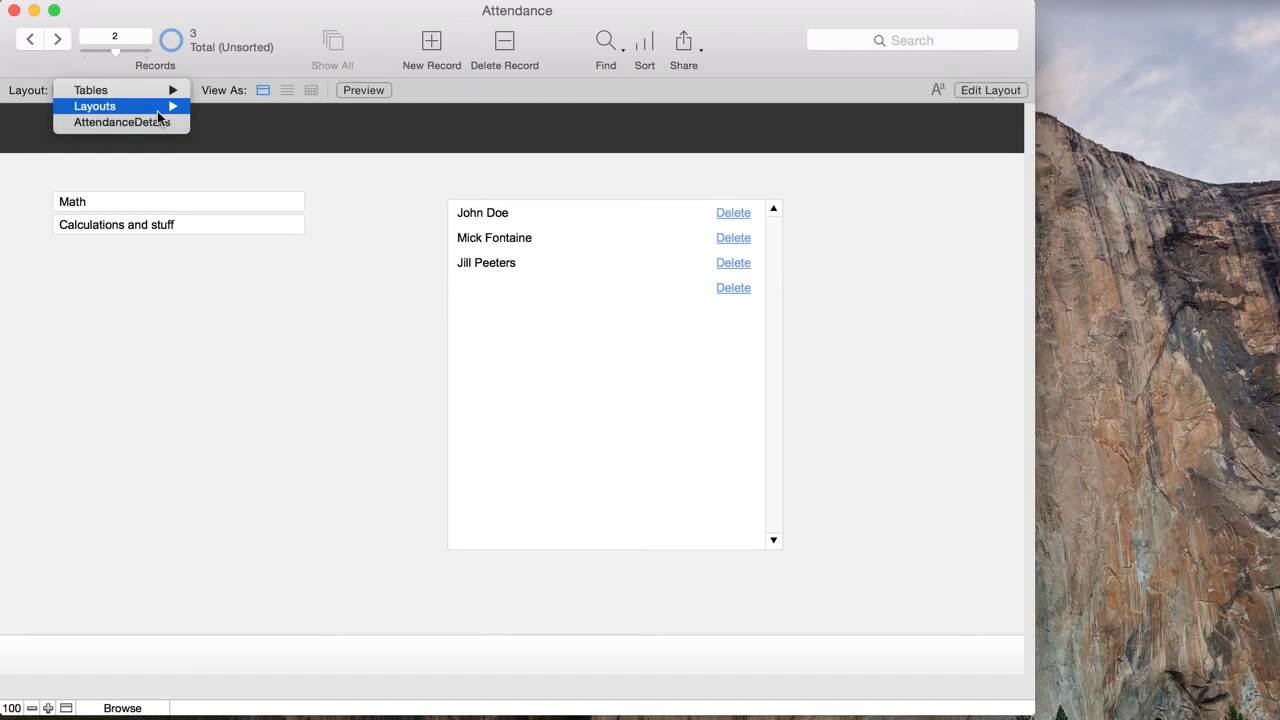 Attendance
2
3
Total (Unsorted)
Search
Records
Show All
New Record
Delete Record
Find
Sort
Share
Layout:
Tables
Layouts
AttendanceDetails
View As:
Preview
Aª
Edit Layout
Math
Calculations and stuff
John Doe Delete
Mick Fontaine Delete
Jill Peeters Delete
Delete
100
Browse